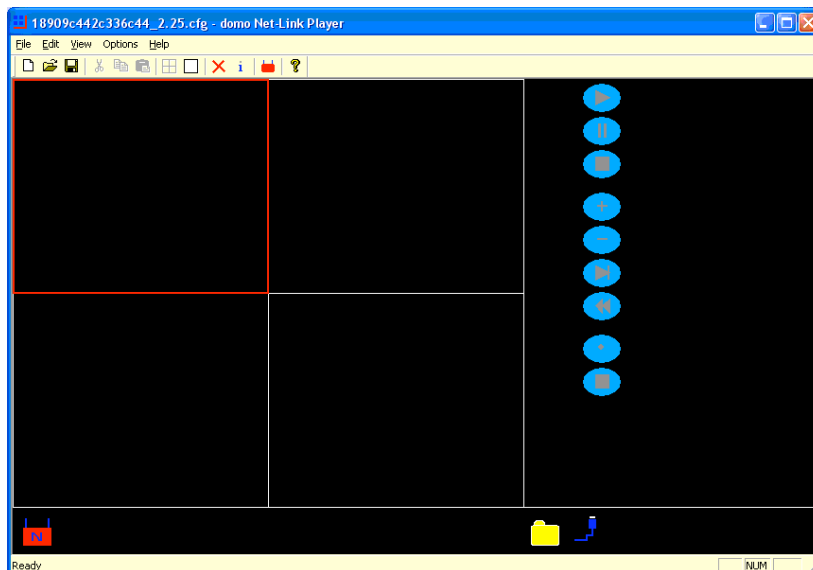 18909c442c336c44_2.25.cfg - domo Net-Link Player
File Edit View Options Help
N
Ready NUM